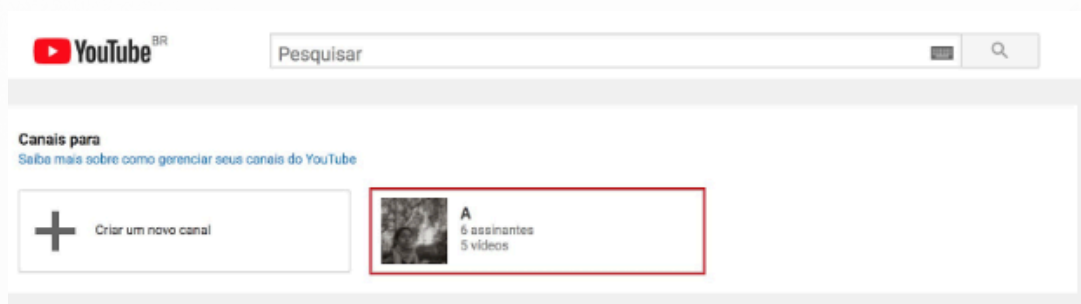 YouTube BR
Pesquisar
Canais para
Saiba mais sobre como gerenciar seus canais do YouTube
Criar um novo canal
A
6 assinantes
5 vídeos